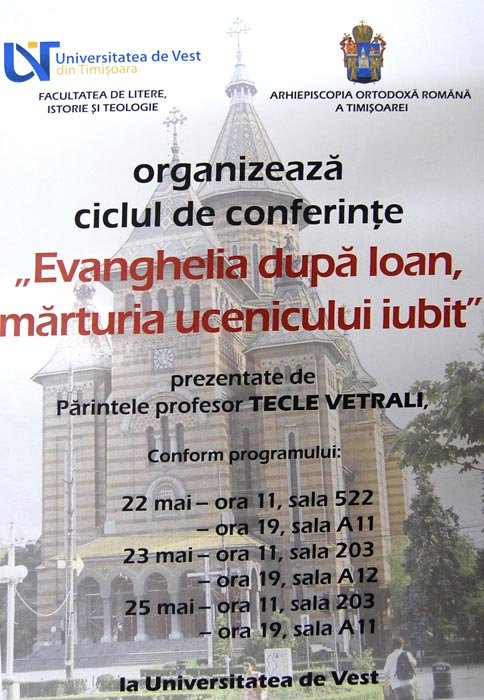 Universitatea de Vest
din Timişoara
FACULTATEA DE LITERE,
ISTORIE ŞI TEOLOGIE
ARHIEPISCOPIA ORTODOXĂ ROMÂNĂ
A TIMIŞOAREI
organizează
ciclul de conferinţe
„Evanghelia după Ioan,
mărturia ucenicului iubit”
prezentate de
Părintele profesor TECLE VETRALI,
Conform programului:
22 mai – ora 11, sala 522
– ora 19, sala A11
23 mai – ora 11, sala 203
– ora 19, sala A12
25 mai – ora 11, sala 203
– ora 19, sala A11
la Universitatea de Vest